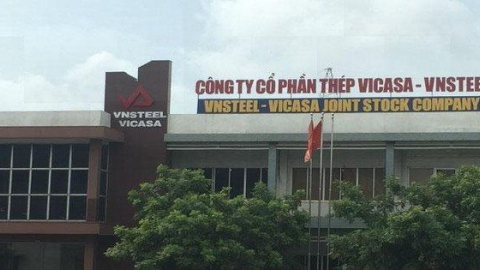 CÔNG TY CỔ PHẦN THÉP VICASA - VNSTEEL
VNSTEEL - VICASA JOINT STOCK COMPANY
VNSTEEL
VICASA